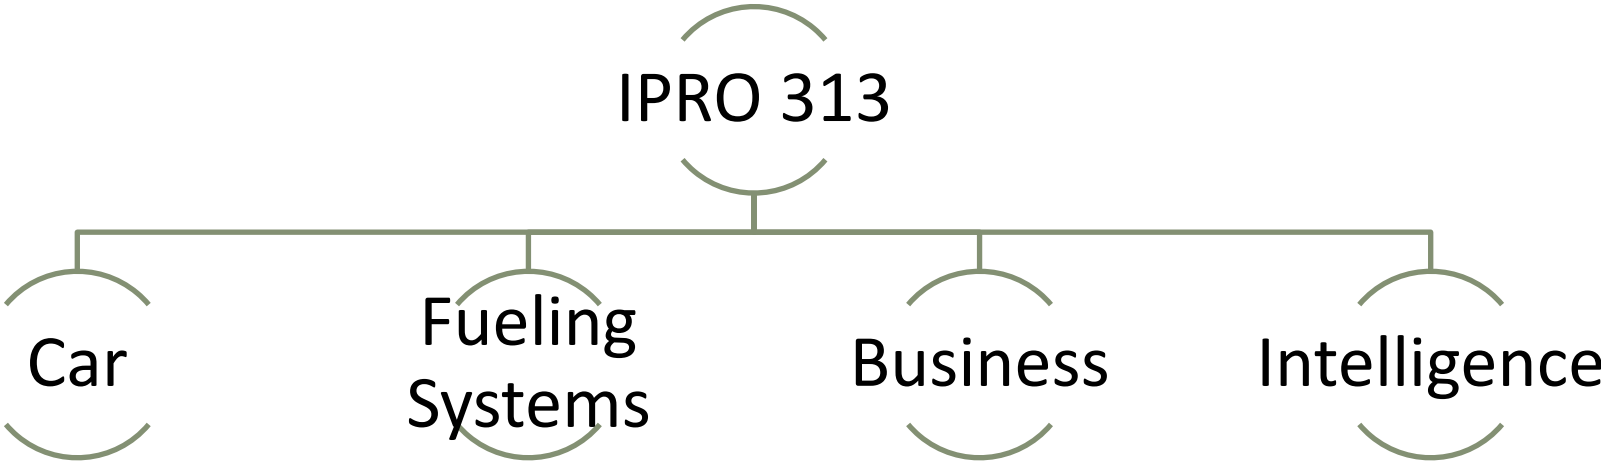 IPRO 313
Car
Fueling
Systems
Business
Intelligence